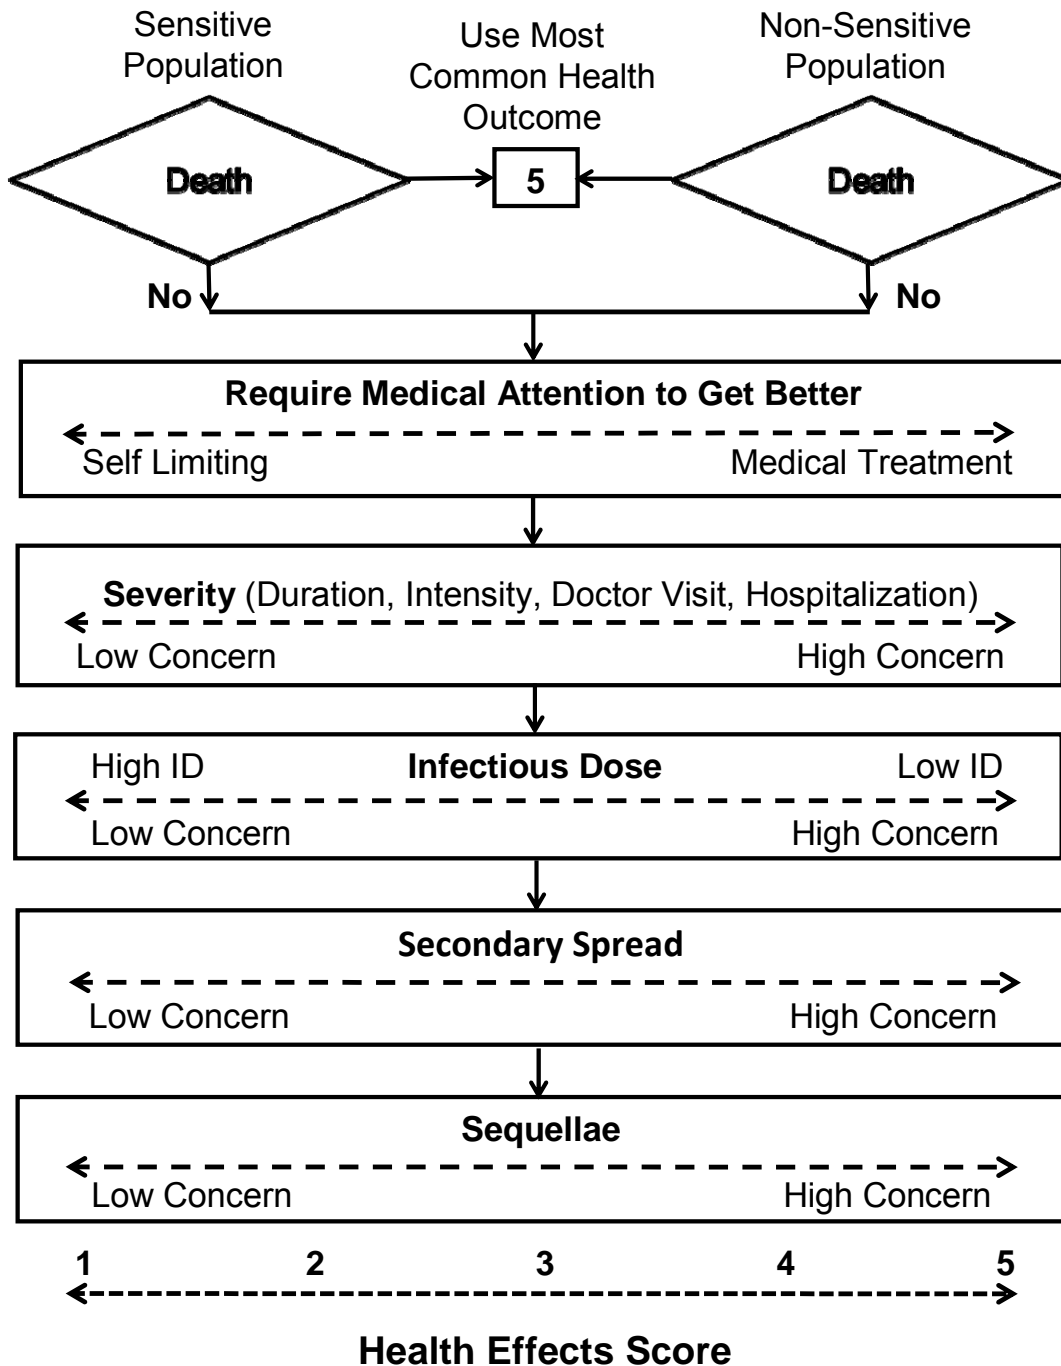 Sensitive
Population
Use Most
Common Health
Outcome
Non-Sensitive
Population
Death
5
Death
No
No
Require Medical Attention to Get Better
Self Limiting
Medical Treatment
Severity (Duration, Intensity, Doctor Visit, Hospitalization)
Low Concern
High Concern
High ID
Infectious Dose
Low ID
Low Concern
High Concern
Secondary Spread
Low Concern
High Concern
Sequellae
Low Concern
High Concern
1 2 3 4 5
Health Effects Score